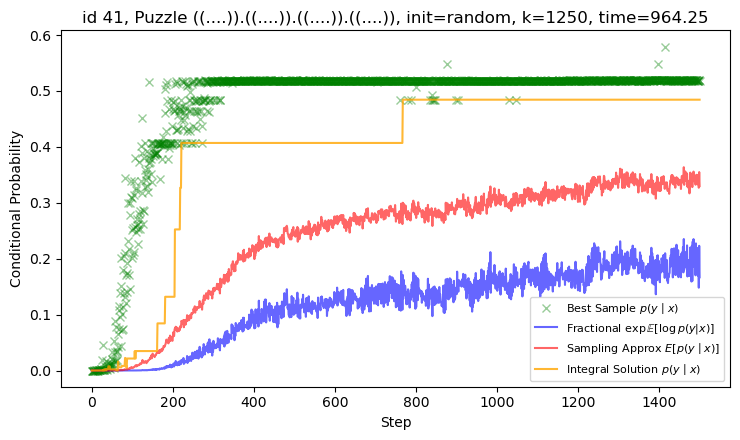 id 41, Puzzle ((....)).((....)).((....)).((....)), init=random, k=1250, time=964.25
Conditional Probability
0.6
0.5
0.4
0.3
0.2
0.1
0.0
Best Sample p(y | x)
Fractional exp𝔼[log p(y|x)]
Sampling Approx E[p(y | x)]
Integral Solution p(y | x)
0 200 400 600 800 1000 1200 1400
Step